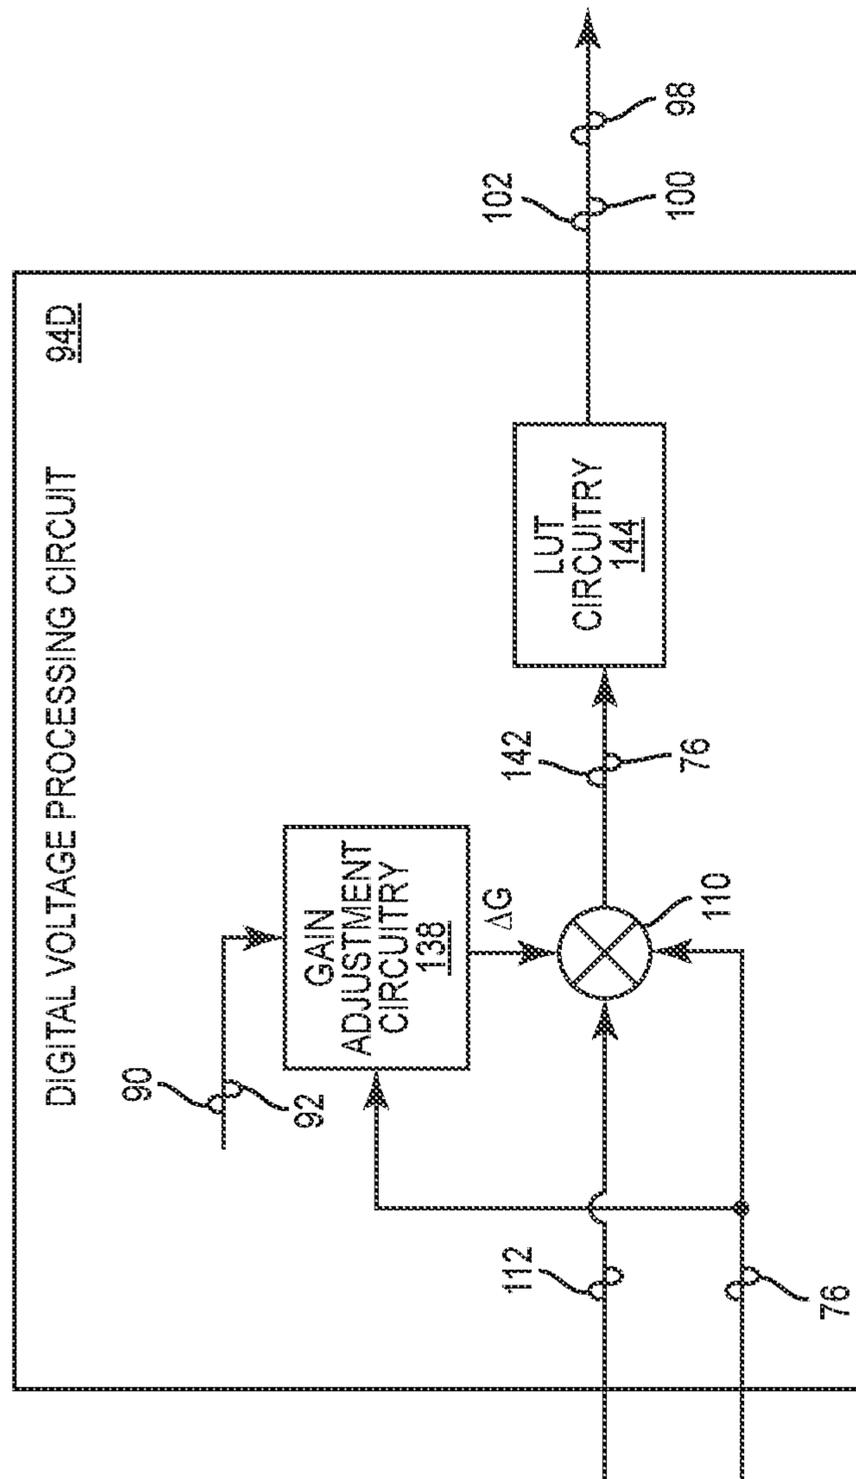 DIGITAL VOLTAGE PROCESSING CIRCUIT
94D
90
92
GAIN
ADJUSTMENT
CIRCUITRY
138
ΔG
112
76
110
142
76
LUT
CIRCUITRY
144
102
100
98